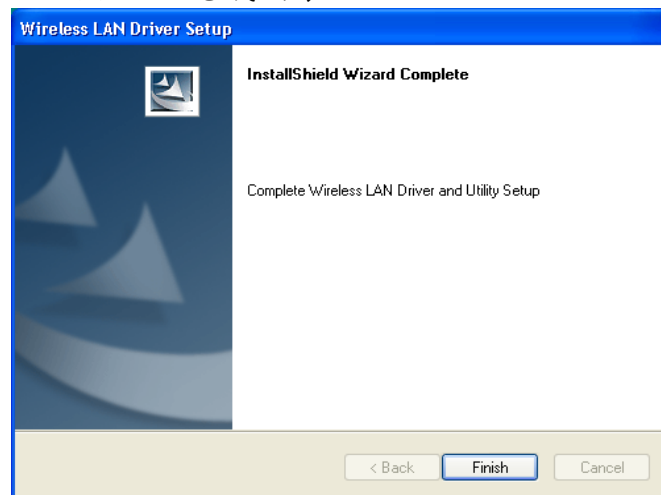 Wireless LAN Driver Setup
InstallShield Wizard Complete
Complete Wireless LAN Driver and Utility Setup
< Back
Finish
Cancel